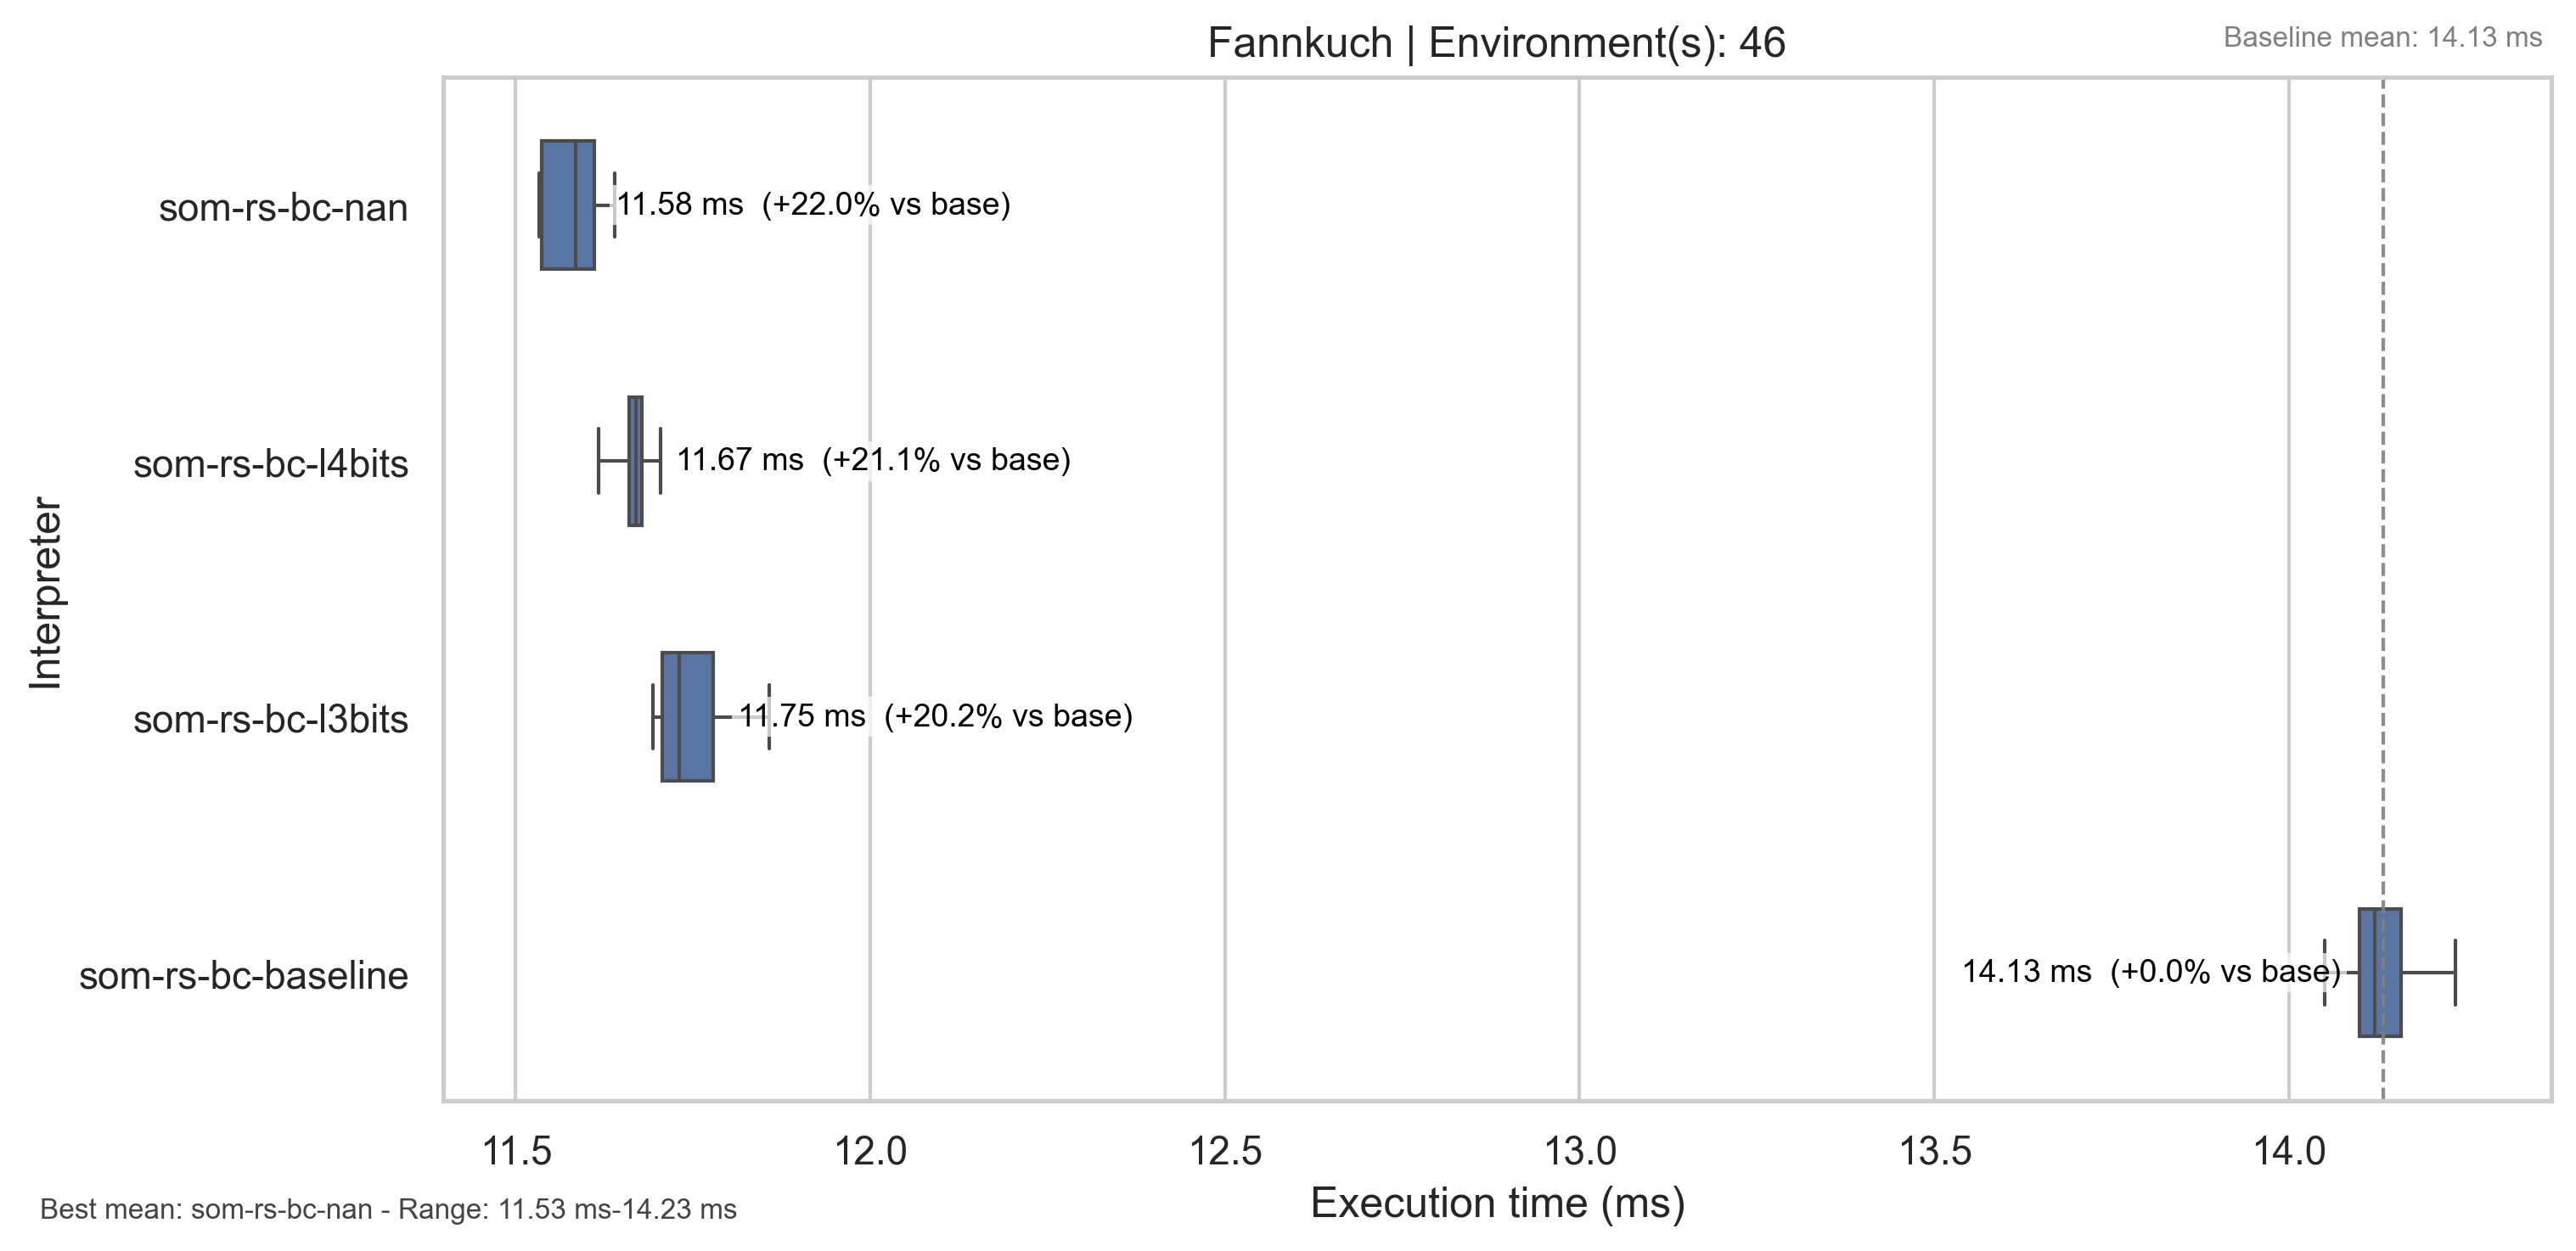 Fannkuch | Environment(s): 46
Baseline mean: 14.13 ms
Interpreter
som-rs-bc-nan
11.58 ms (+22.0% vs base)
som-rs-bc-l4bits
11.67 ms (+21.1% vs base)
som-rs-bc-l3bits
11.75 ms (+20.2% vs base)
som-rs-bc-baseline
14.13 ms (+0.0% vs base)
11.5 12.0 12.5 13.0 13.5 14.0
Execution time (ms)
Best mean: som-rs-bc-nan - Range: 11.53 ms-14.23 ms